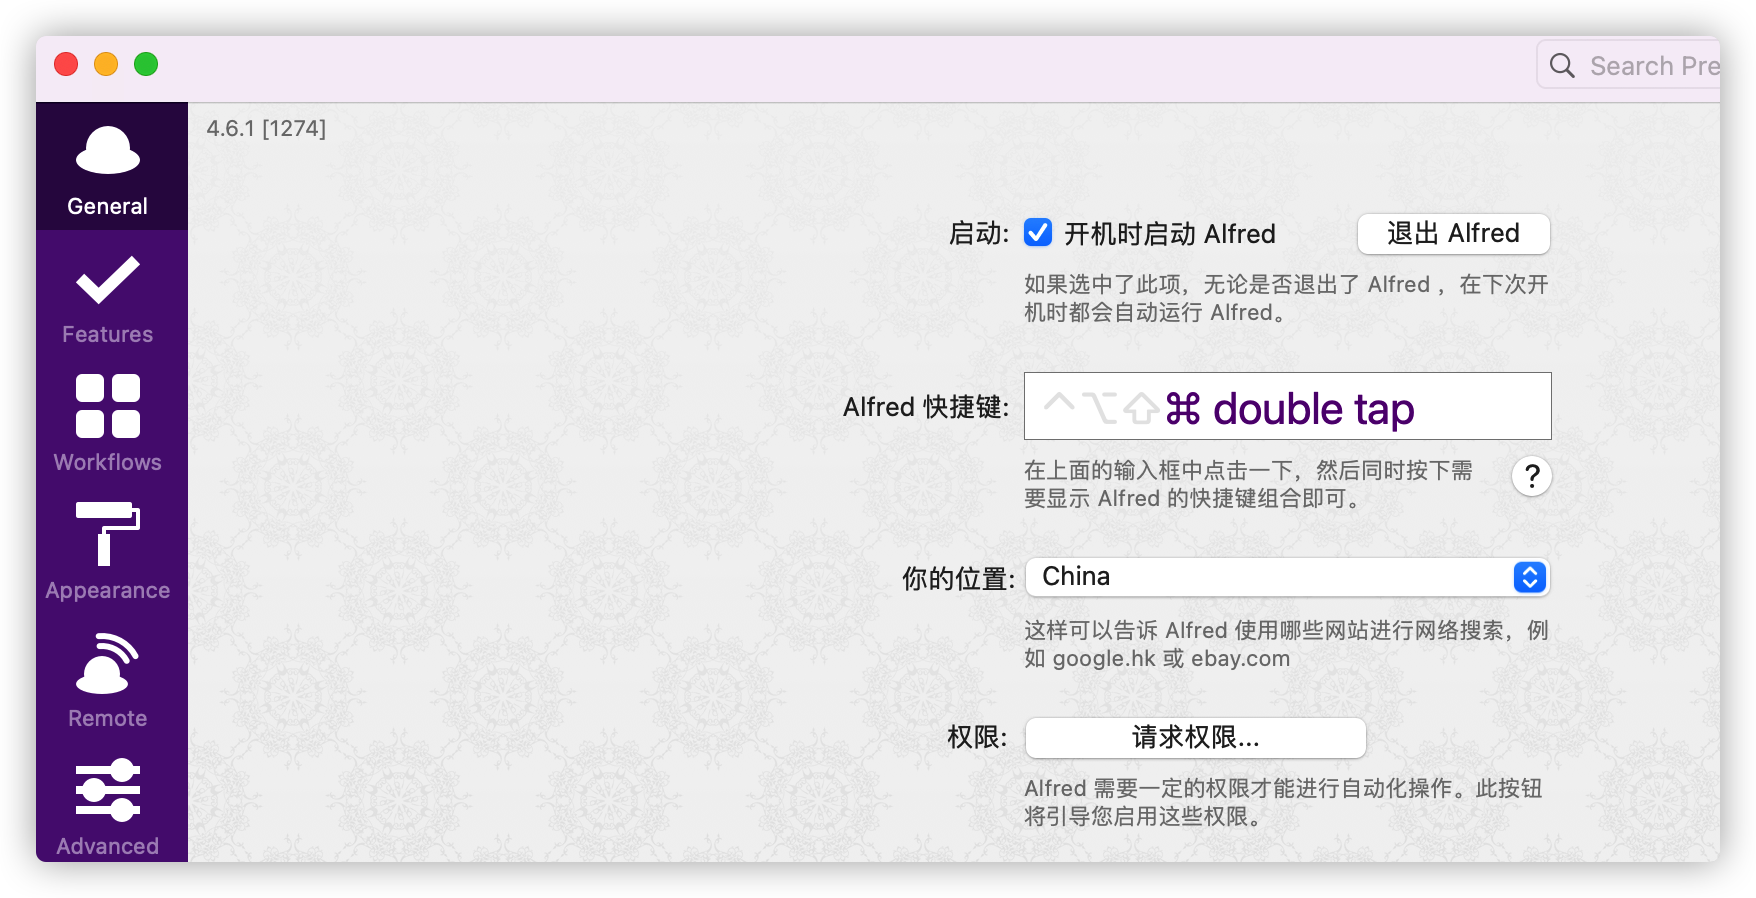 Search Pre
4.6.1 [1274]
General
Features
Workflows
Appearance
Remote
Advanced
启动: 开机时启动 Alfred 退出 Alfred
如果选中了此项，无论是否退出了 Alfred ，在下次开
机时都会自动运行 Alfred。
Alfred 快捷键: ^⌥⇧⌘ double tap
在上面的输入框中点击一下，然后同时按下需
要显示 Alfred 的快捷键组合即可。
?
你的位置: China
这样可以告诉 Alfred 使用哪些网站进行网络搜索，例
如 google.hk 或 ebay.com
权限: 请求权限...
Alfred 需要一定的权限才能进行自动化操作。此按钮
将引导您启用这些权限。